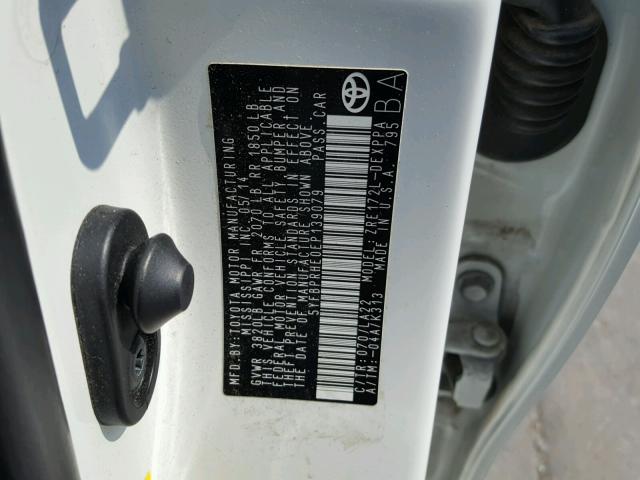 MFD.BY:TOYOTA MOTOR MANUFACTURING
MISSISSIPPI INC. 05/14
GVWR 3820LB GAWR FR 2070 LB RR 1850 LB
THIS VEHICLE CONFORMS TO ALL APPLICABLE
FEDERAL MOTOR VEHICLE SAFETY BUMPER AND
THEFT PREVENTION STANDARDS IN EFFECT ON
THE DATE OF MANUFACTURE SHOWN ABOVE.
5YFBPRHE0EP139079 PASS.CAR
C/TR:0207/LA22 MODEL:ZRE172L-DEXPPA
A/TM:-04A/K313 MADE IN U.S.A. 795
BA